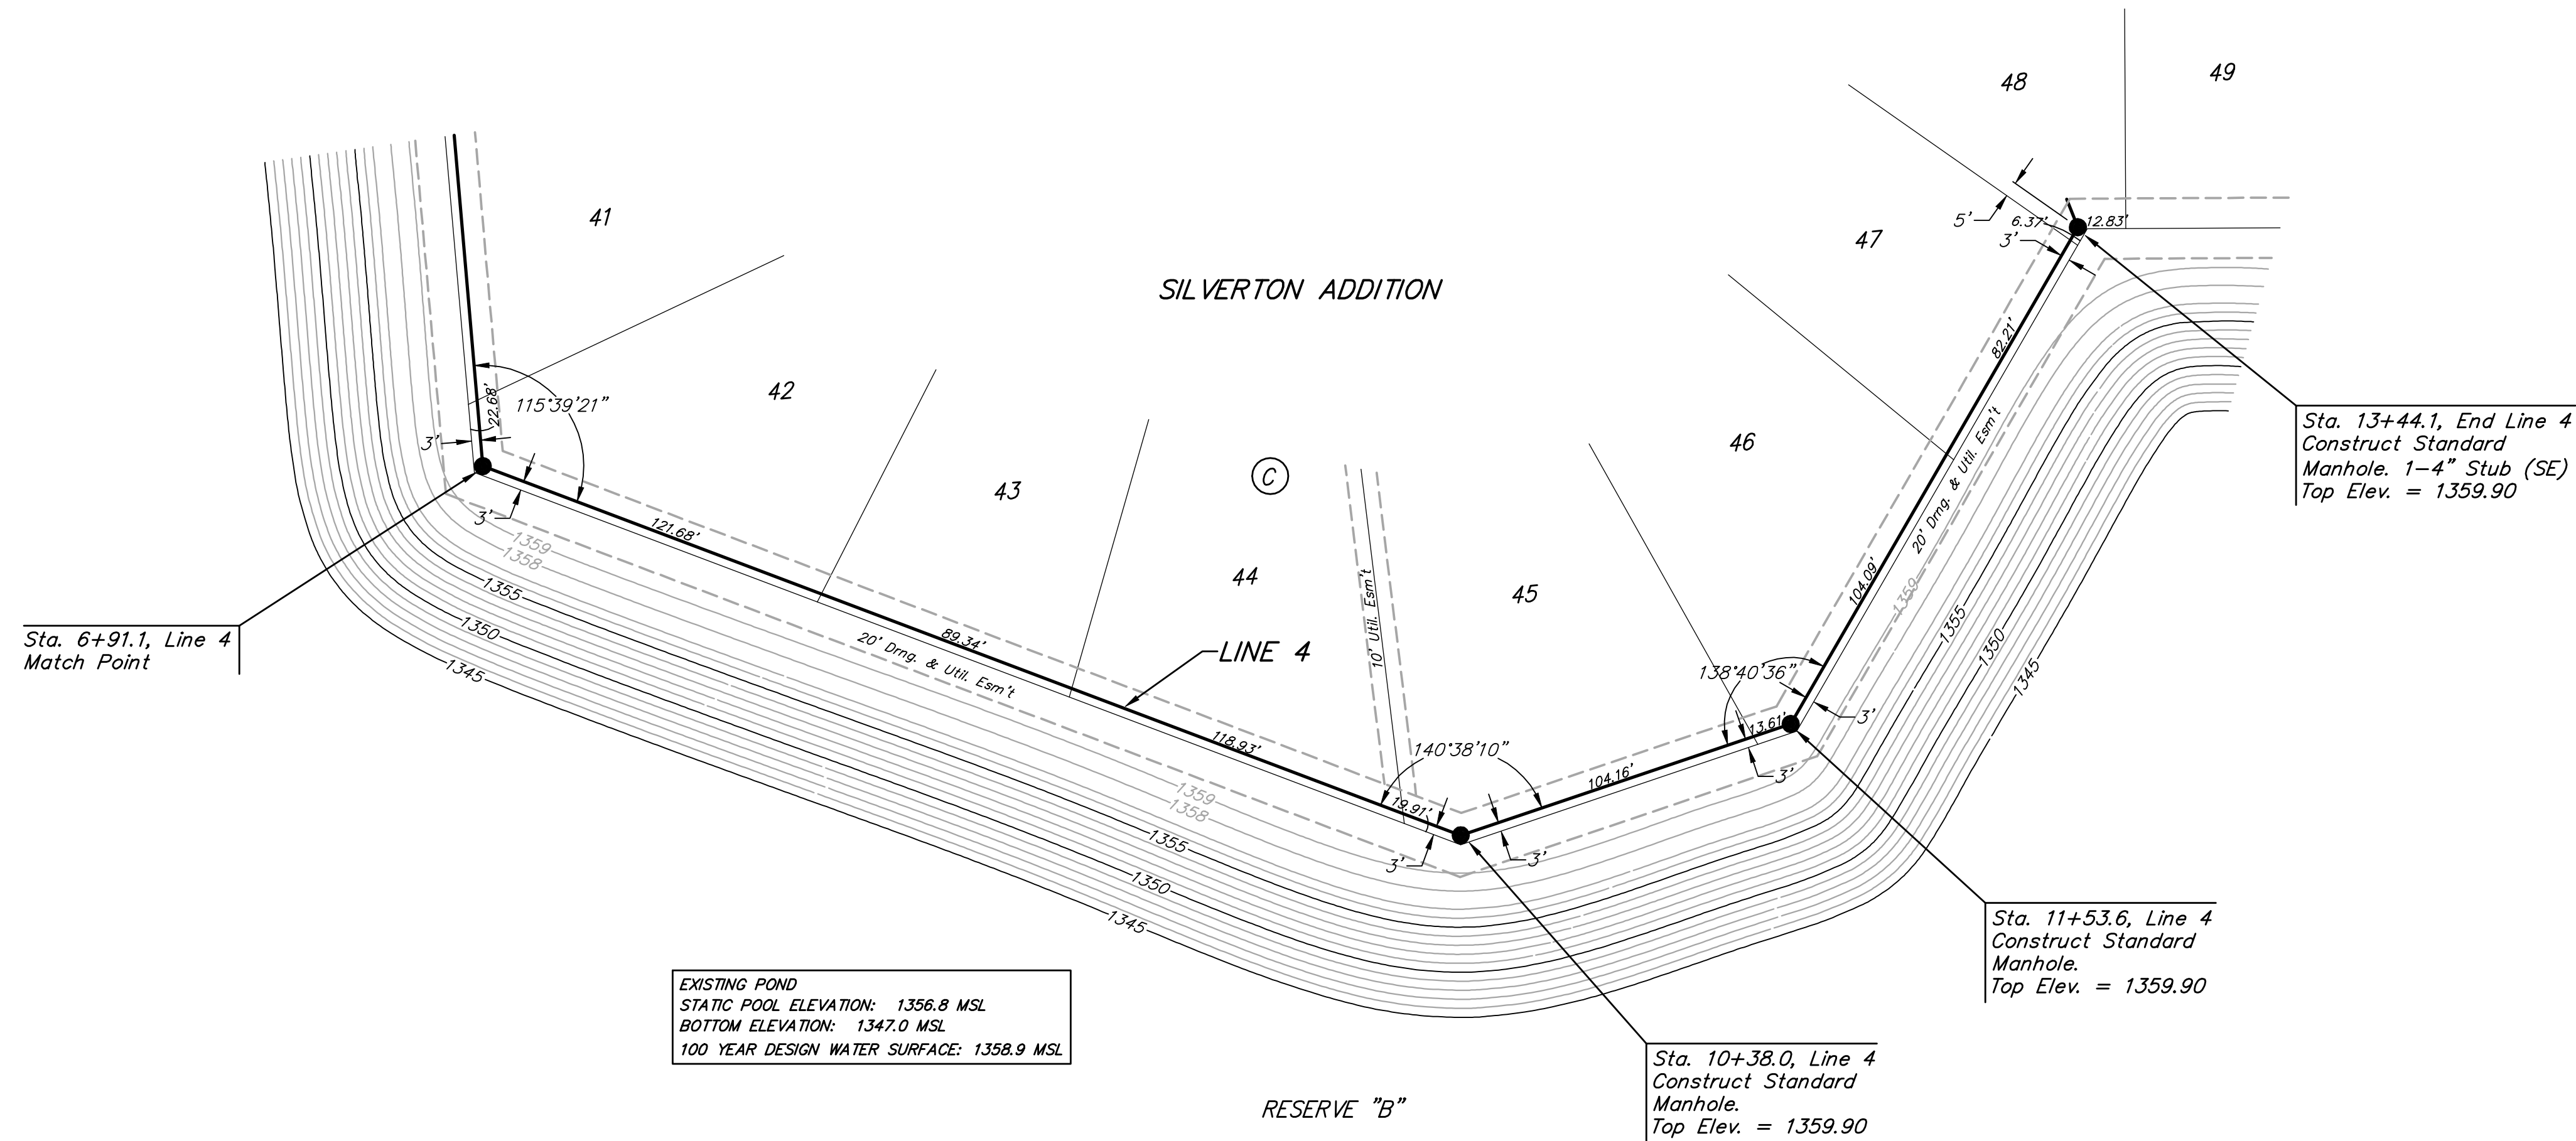 48
49
41
5'
6.37'
12.83'
3'
47
SILVERTON ADDITION
82.21'
42
22.68'
115°39'21"
3'
43
C
46
20' Drng. & Util. Esm't
Sta. 13+44.1, End Line 4
Construct Standard
Manhole. 1-4" Stub (SE)
Top Elev. = 1359.90
3'
121.68'
1359
1358
1355
1350
1345
44
10' Util. Esm't
45
104.09'
1359
1355
1350
1345
Sta. 6+91.1, Line 4
Match Point
89.34'
20' Drng. & Util. Esm't
LINE 4
118.93'
140°38'10"
138°40'36"
13.61'
3'
3'
104.16'
19.91'
3'
3'
1359
1358
1355
1350
1345
Sta. 11+53.6, Line 4
Construct Standard
Manhole.
Top Elev. = 1359.90
EXISTING POND
STATIC POOL ELEVATION: 1356.8 MSL
BOTTOM ELEVATION: 1347.0 MSL
100 YEAR DESIGN WATER SURFACE: 1358.9 MSL
Sta. 10+38.0, Line 4
Construct Standard
Manhole.
Top Elev. = 1359.90
RESERVE "B"